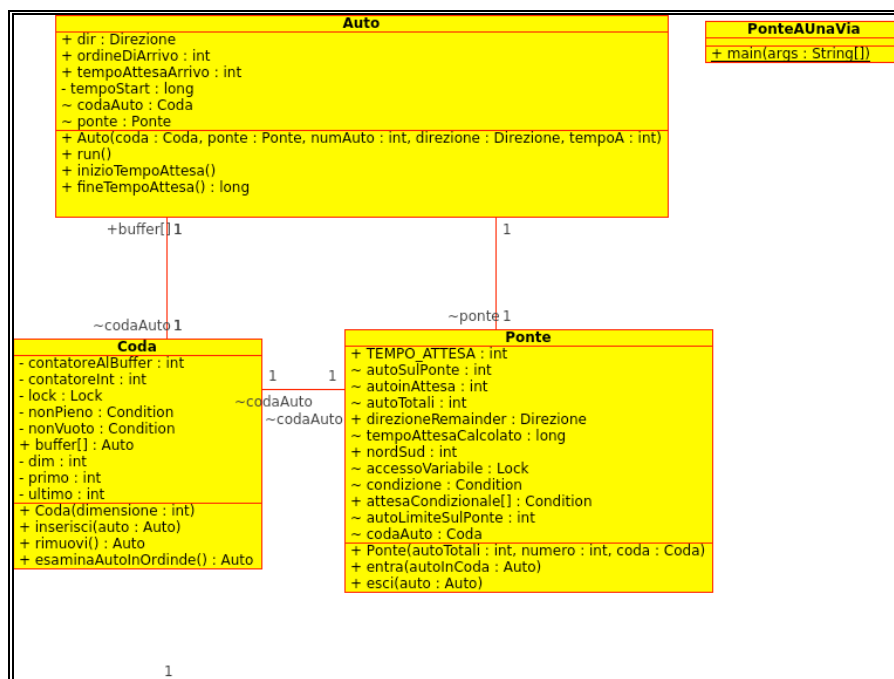 Auto
+ dir : Direzione
+ ordineDiArrivo : int
+ tempoAttesaArrivo : int
- tempoStart : long
~ codaAuto : Coda
~ ponte : Ponte
+ Auto(coda : Coda, ponte : Ponte, numAuto : int, direzione : Direzione, tempoA : int)
+ run()
+ inizioTempoAttesa()
+ fineTempoAttesa() : long
PonteAUnaVia
+ main(args : String[])
+buffer[] 1
1
~codaAuto 1
~ponte 1
Coda
- contatoreAlBuffer : int
- contatoreInt : int
- lock : Lock
- nonPieno : Condition
- nonVuoto : Condition
+ buffer[] : Auto
- dim : int
- primo : int
- ultimo : int
+ Coda(dimensione : int)
+ inserisci(auto : Auto)
+ rimuovi() : Auto
+ esaminaAutoInOrdinde() : Auto
1 1
~codaAuto
~codaAuto
Ponte
+ TEMPO_ATTESA : int
~ autoSulPonte : int
~ autoinAttesa : int
~ autoTotali : int
+ direzioneRemainder : Direzione
~ tempoAttesaCalcolato : long
+ nordSud : int
~ accessoVariabile : Lock
~ condizione : Condition
+ attesaCondizionale[] : Condition
~ autoLimiteSulPonte : int
~ codaAuto : Coda
+ Ponte(autoTotali : int, numero : int, coda : Coda)
+ entra(autoInCoda : Auto)
+ esci(auto : Auto)
1